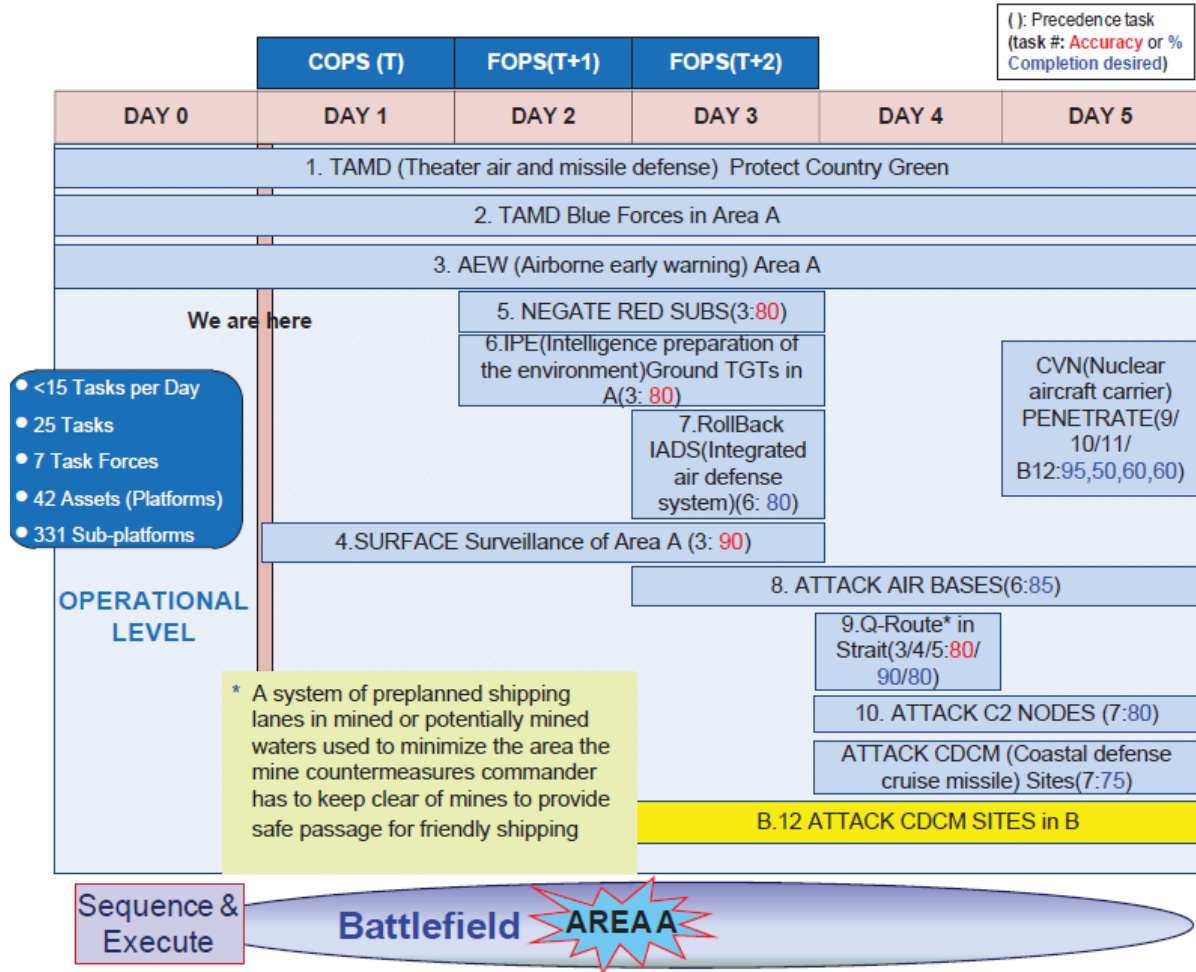 ( ): Precedence task
(task #: Accuracy or %
Completion desired)
COPS (T)
FOPS(T+1)
FOPS(T+2)
DAY 0
DAY 1
DAY 2
DAY 3
DAY 4
DAY 5
1. TAMD (Theater air and missile defense) Protect Country Green
2. TAMD Blue Forces in Area A
3. AEW (Airborne early warning) Area A
We are here
5. NEGATE RED SUBS(3:80)
6.IPE(Intelligence preparation of
the environment)Ground TGTs in
A(3: 80)
7.RollBack
IADS(Integrated
air defense
system)(6: 80)
CVN(Nuclear
aircraft carrier)
PENETRATE(9/
10/11/
B12:95,50,60,60)
• <15 Tasks per Day
• 25 Tasks
• 7 Task Forces
• 42 Assets (Platforms)
• 331 Sub-platforms
4.SURFACE Surveillance of Area A (3: 90)
8. ATTACK AIR BASES(6:85)
OPERATIONAL
LEVEL
9.Q-Route* in
Strait(3/4/5:80/
90/80)
* A system of preplanned shipping
lanes in mined or potentially mined
waters used to minimize the area the
mine countermeasures commander
has to keep clear of mines to provide
safe passage for friendly shipping
10. ATTACK C2 NODES (7:80)
ATTACK CDCM (Coastal defense
cruise missile) Sites(7:75)
B.12 ATTACK CDCM SITES in B
Sequence &
Execute
Battlefield
AREA A